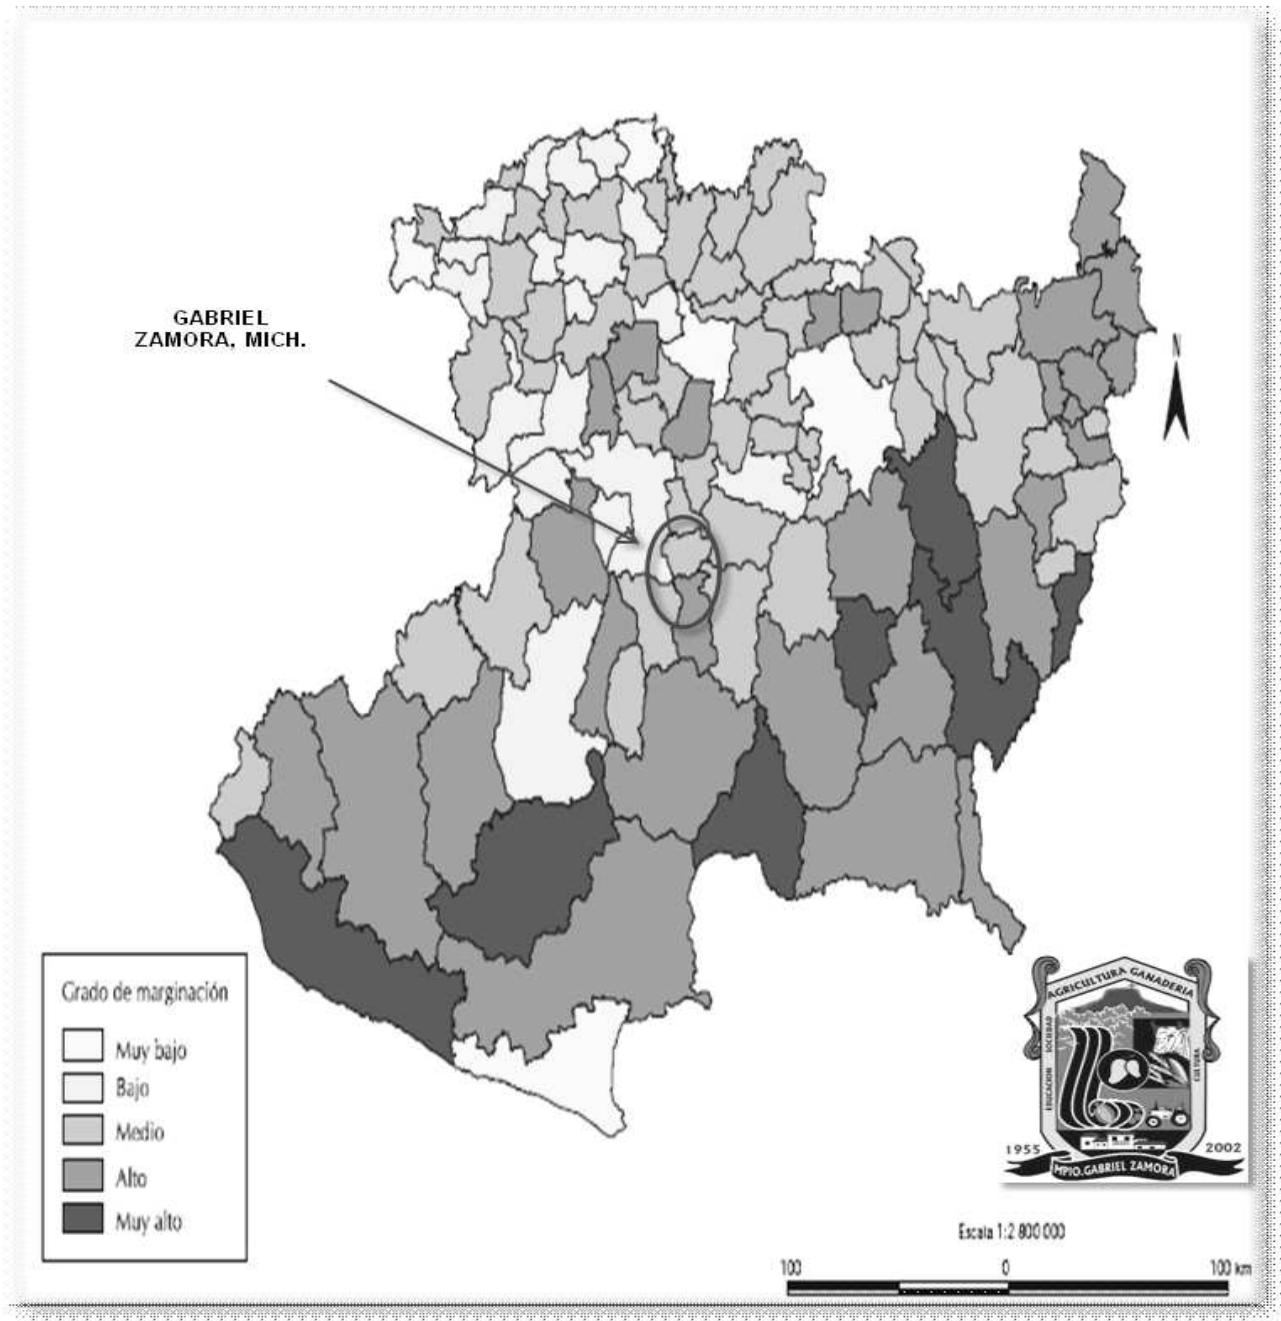 GABRIEL
ZAMORA, MICH.
N
Grado de marginación
Muy bajo
Bajo
Medio
Alto
Muy alto
AGRICULTURA GANADERIA
EDUCACION SOCIEDAD
CULTURA
1955
2002
MPIO.GABRIEL ZAMORA
Escala 1:2 800 000
100 0 100 km